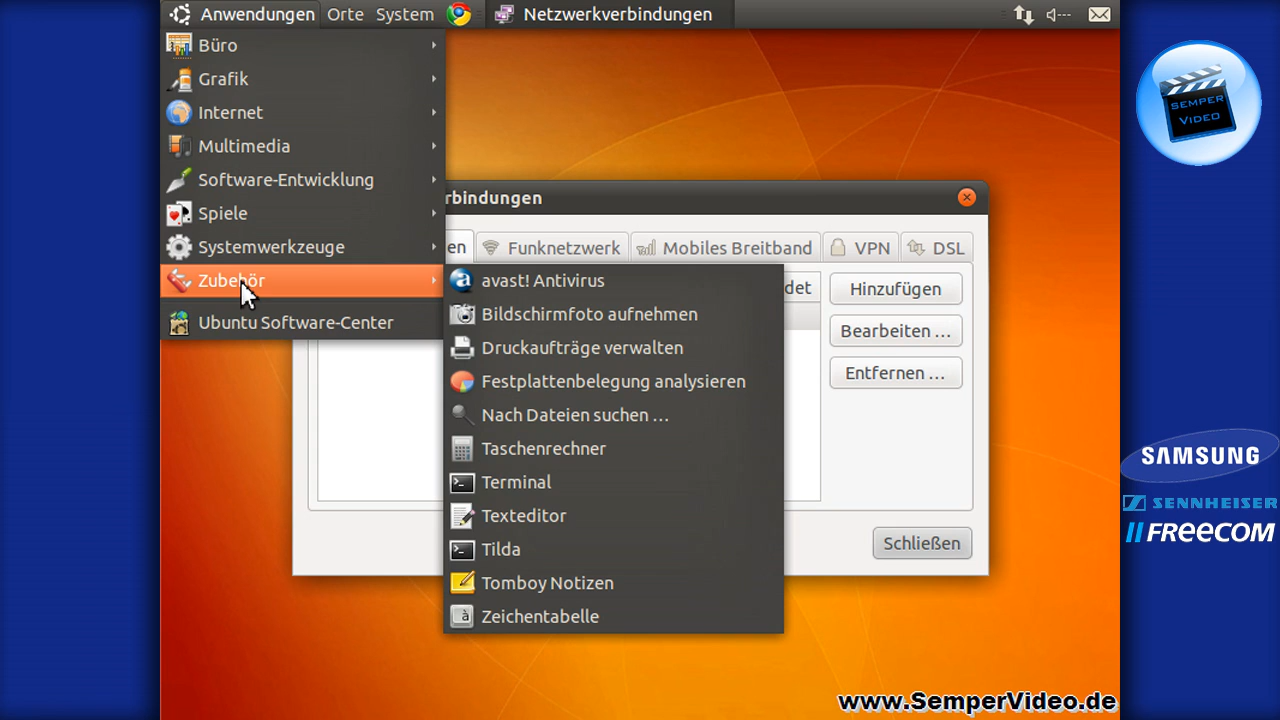 Anwendungen Orte System Netzwerkverbindungen
Büro
Grafik
Internet
Multimedia
Software-Entwicklung
Spiele
Systemwerkzeuge
Zubehör
Ubuntu Software-Center
rbindungen
en Funknetzwerk Mobiles Breitband VPN DSL
det
Hinzufügen
Bearbeiten ...
Entfernen ...
Schließen
avast! Antivirus
Bildschirmfoto aufnehmen
Druckaufträge verwalten
Festplattenbelegung analysieren
Nach Dateien suchen ...
Taschenrechner
Terminal
Texteditor
Tilda
Tomboy Notizen
Zeichentabelle
SEMPER
VIDEO
SAMSUNG
SENNHEISER
FREECOM
www.SemperVideo.de